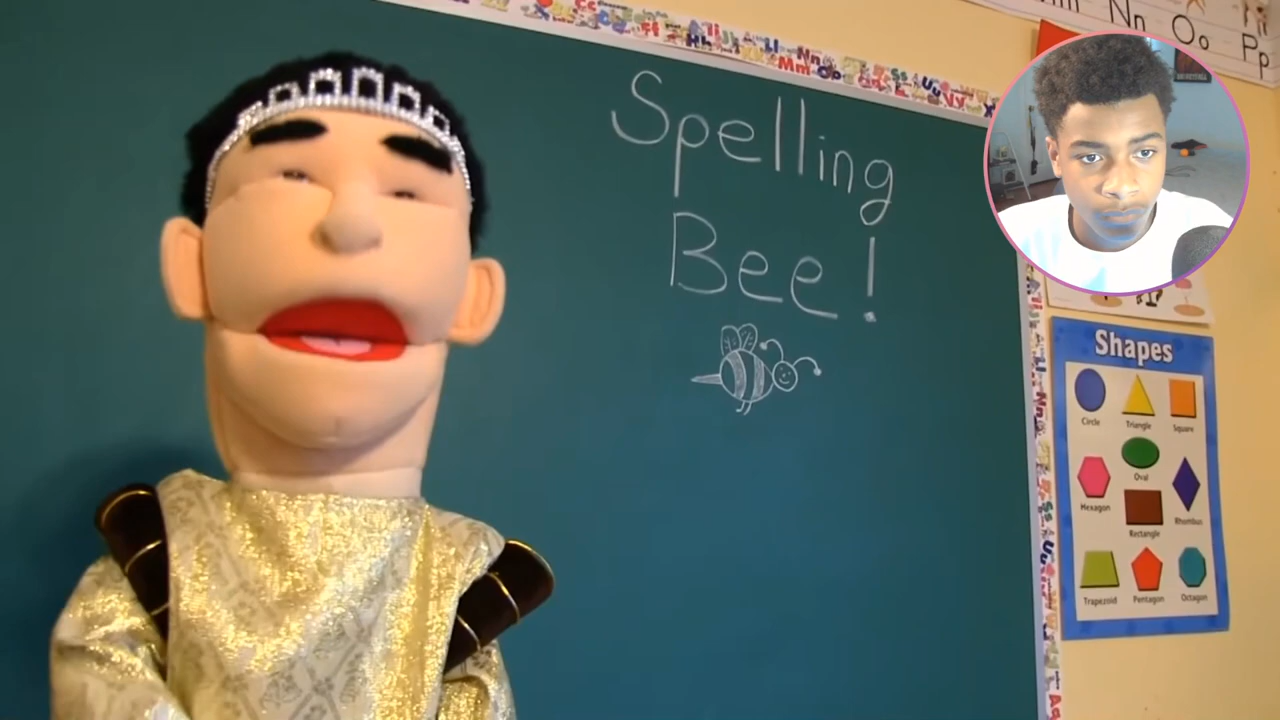 Nn Oo Pp
Spelling
Bee!
Shapes
Circle
Triangle
Square
Oval
Hexagon
Rectangle
Rhombus
Trapezoid
Pentagon
Octagon